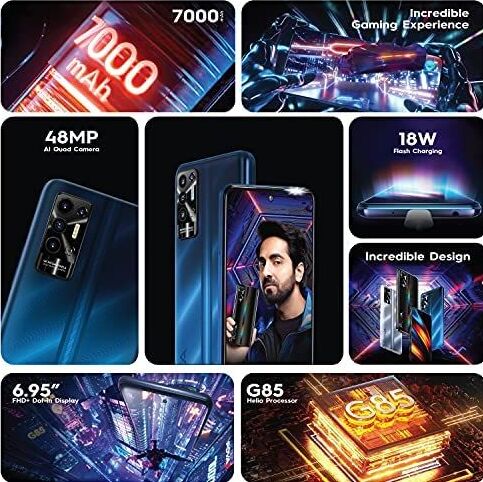 7000
mAh
7000 mAh
Incredible
Gaming Experience
48MP
AI Quad Camera
18W
Flash Charging
Incredible Design
6.95"
FHD+ Dot-in Display
G85
Helio Processor
G85